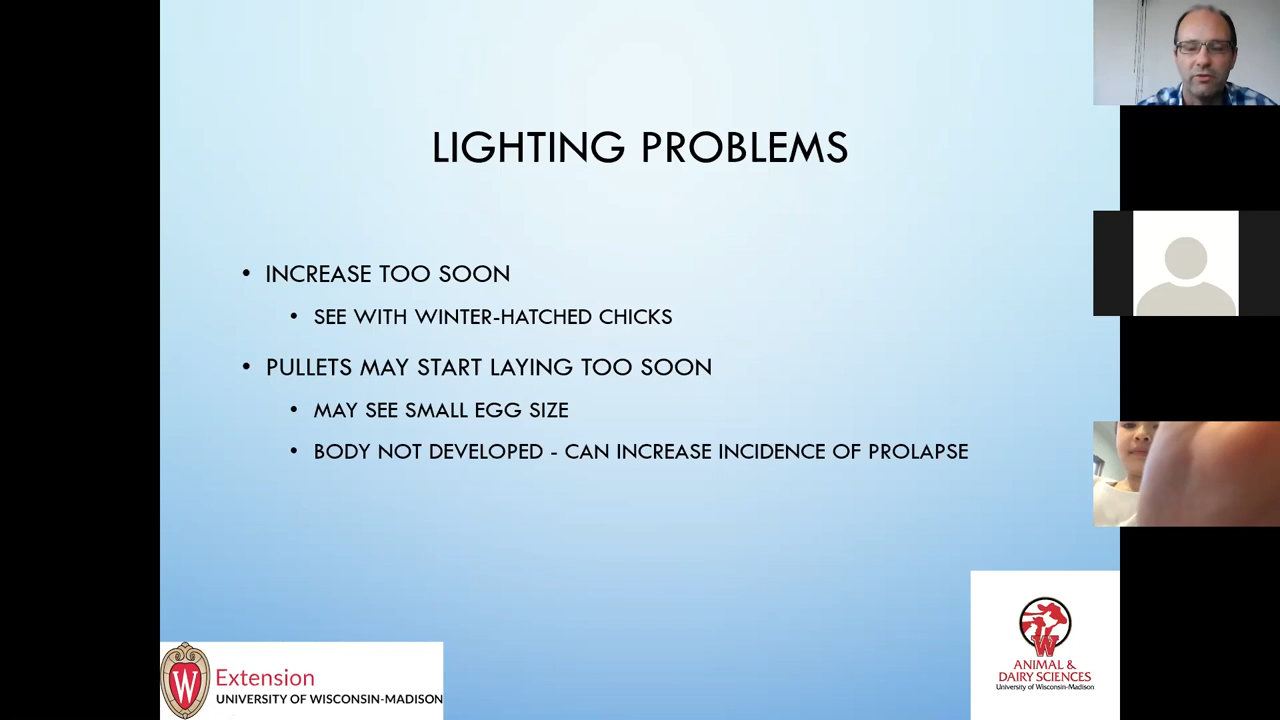 LIGHTING PROBLEMS
• INCREASE TOO SOON
• SEE WITH WINTER-HATCHED CHICKS
• PULLETS MAY START LAYING TOO SOON
• MAY SEE SMALL EGG SIZE
• BODY NOT DEVELOPED - CAN INCREASE INCIDENCE OF PROLAPSE
W
Extension
UNIVERSITY OF WISCONSIN-MADISON
W
ANIMAL &
DAIRY SCIENCES
University of Wisconsin-Madison